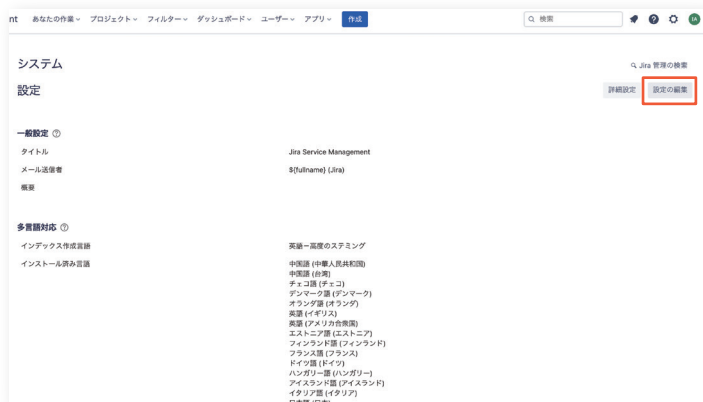 nt あなたの作業 プロジェクト フィルター ダッシュボード ユーザー アプリ 作成 検索 IA
システム
Jira 管理の検索
設定
詳細設定 設定の編集
一般設定
タイトル Jira Service Management
メール送信者 ${fullname} (Jira)
概要
多言語対応
インデックス作成言語 英語 – 高度のステミング
インストール済み言語 中国語 (中華人民共和国)
中国語 (台湾)
チェコ語 (チェコ)
デンマーク語 (デンマーク)
オランダ語 (オランダ)
英語 (イギリス)
英語 (アメリカ合衆国)
エストニア語 (エストニア)
フィンランド語 (フィンランド)
フランス語 (フランス)
ドイツ語 (ドイツ)
ハンガリー語 (ハンガリー)
アイスランド語 (アイスランド)
イタリア語 (イタリア)